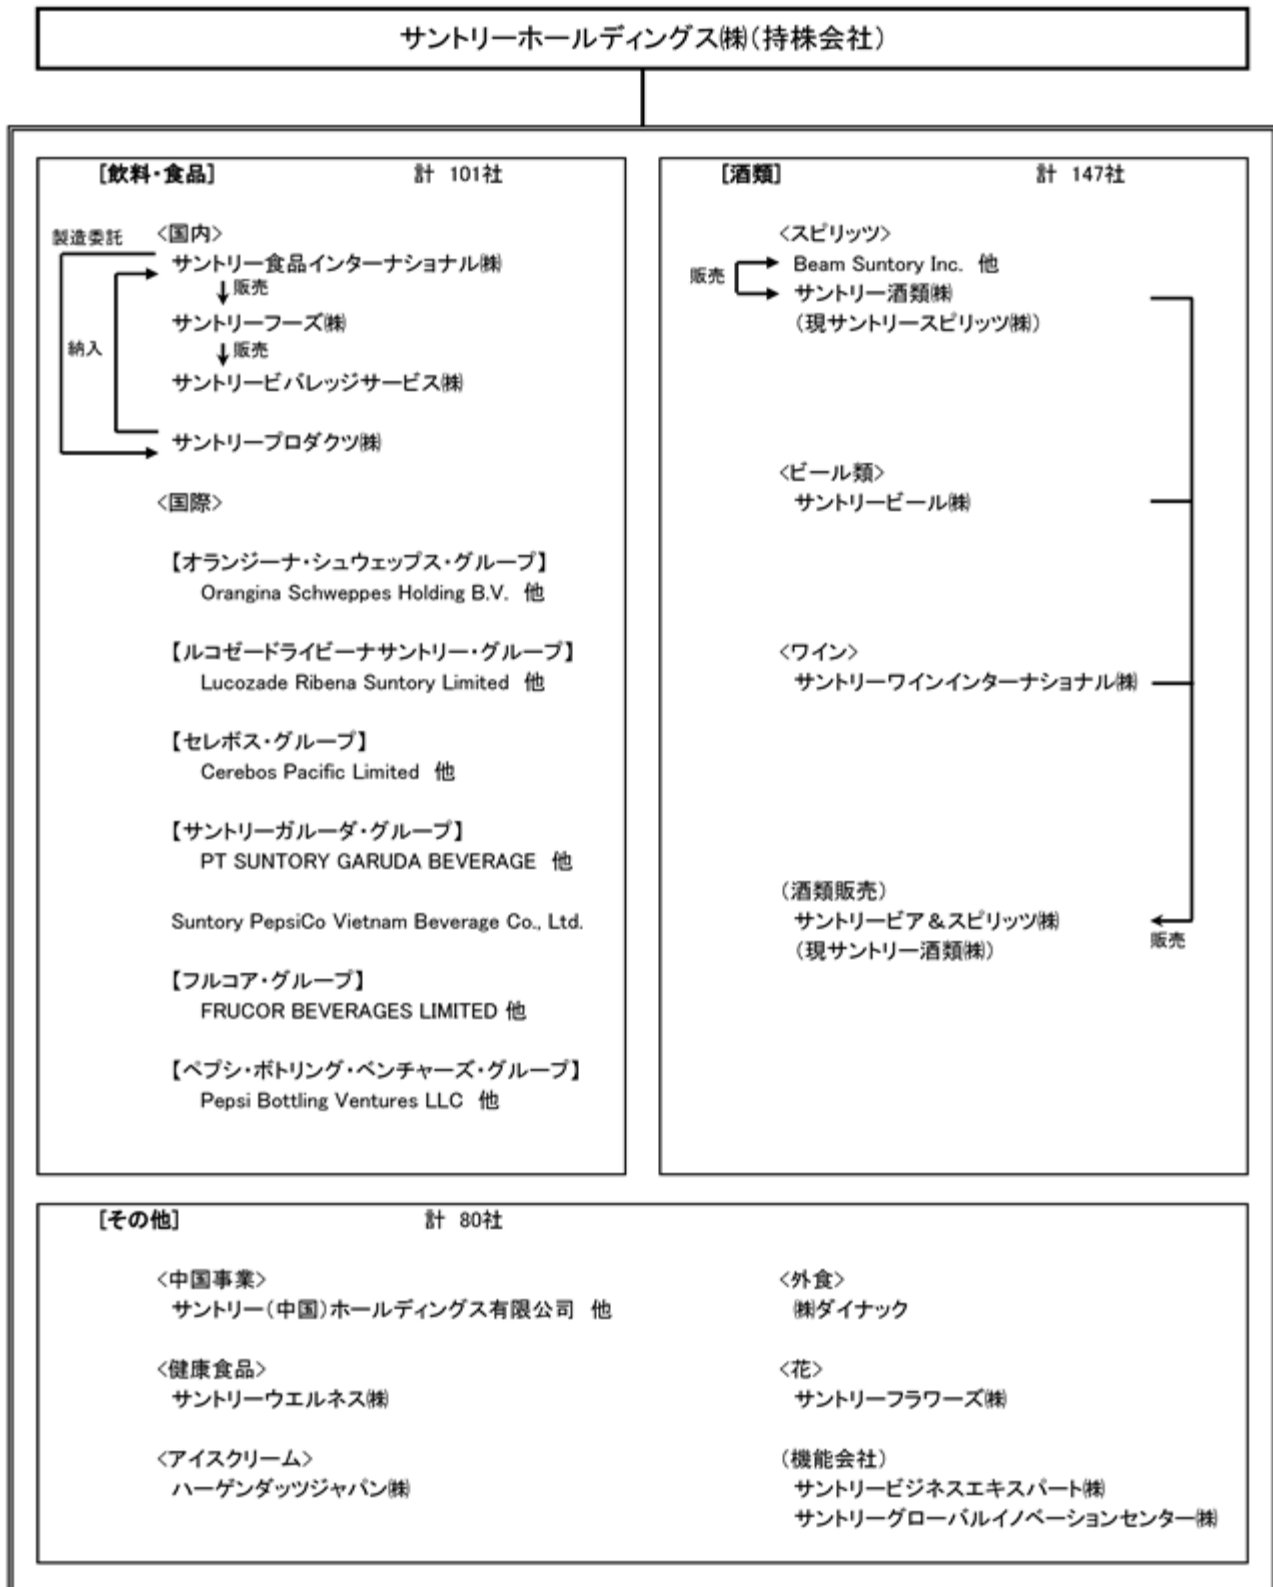 サントリーホールディングス㈱(持株会社)
[飲料・食品] 計 101社
製造委託
<国内>
サントリー食品インターナショナル㈱
販売
サントリーフーズ㈱
納入
販売
サントリービバレッジサービス㈱
サントリープロダクツ㈱
<国際>
【オランジーナ・シュウェップス・グループ】
Orangina Schweppes Holding B.V. 他
【ルコゼードライビーナサントリー・グループ】
Lucozade Ribena Suntory Limited 他
【セレボス・グループ】
Cerebos Pacific Limited 他
【サントリーガルーダ・グループ】
PT SUNTORY GARUDA BEVERAGE 他
Suntory PepsiCo Vietnam Beverage Co., Ltd.
【フルコア・グループ】
FRUCOR BEVERAGES LIMITED 他
【ペプシ・ボトリング・ベンチャーズ・グループ】
Pepsi Bottling Ventures LLC 他
[酒類] 計 147社
<スピリッツ>
販売
Beam Suntory Inc. 他
サントリー酒類㈱
(現サントリースピリッツ㈱)
<ビール類>
サントリービール㈱
<ワイン>
サントリーワインインターナショナル㈱
(酒類販売)
サントリービア&スピリッツ㈱
販売
(現サントリー酒類㈱)
[その他] 計 80社
<中国事業>
サントリー(中国)ホールディングス有限公司 他
<健康食品>
サントリーウエルネス㈱
<アイスクリーム>
ハーゲンダッツジャパン㈱
<外食>
㈱ダイナック
<花>
サントリーフラワーズ㈱
(機能会社)
サントリービジネスエキスパート㈱
サントリーグローバルイノベーションセンター㈱